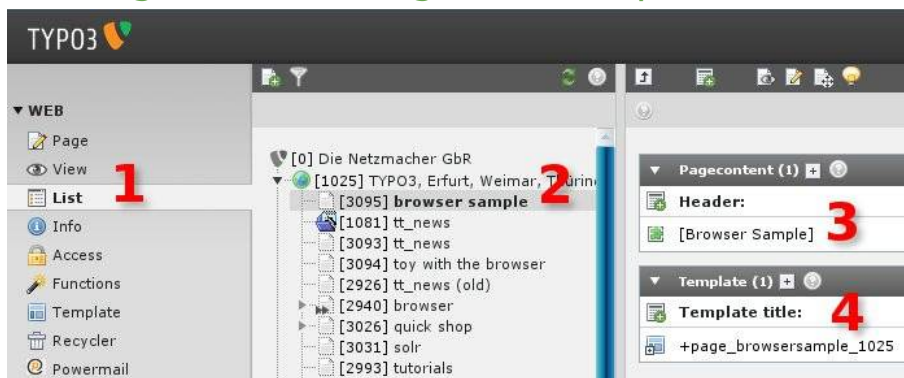 TYPO3
WEB
Page
View
List
Info
Access
Functions
Template
Recycler
Powermail
1
[0] Die Netzmacher GbR
[1025] TYPO3, Erfurt, Weimar,
[3095] browser sample
[1081] tt_news
[3093] tt_news
[3094] toy with the browser
[2926] tt_news (old)
[2940] browser
[3026] quick shop
[3031] solr
[2993] tutorials
2
Pagecontent (1)
Header:
[Browser Sample]
3
Template (1)
Template title:
+page_browsersample_1025
4